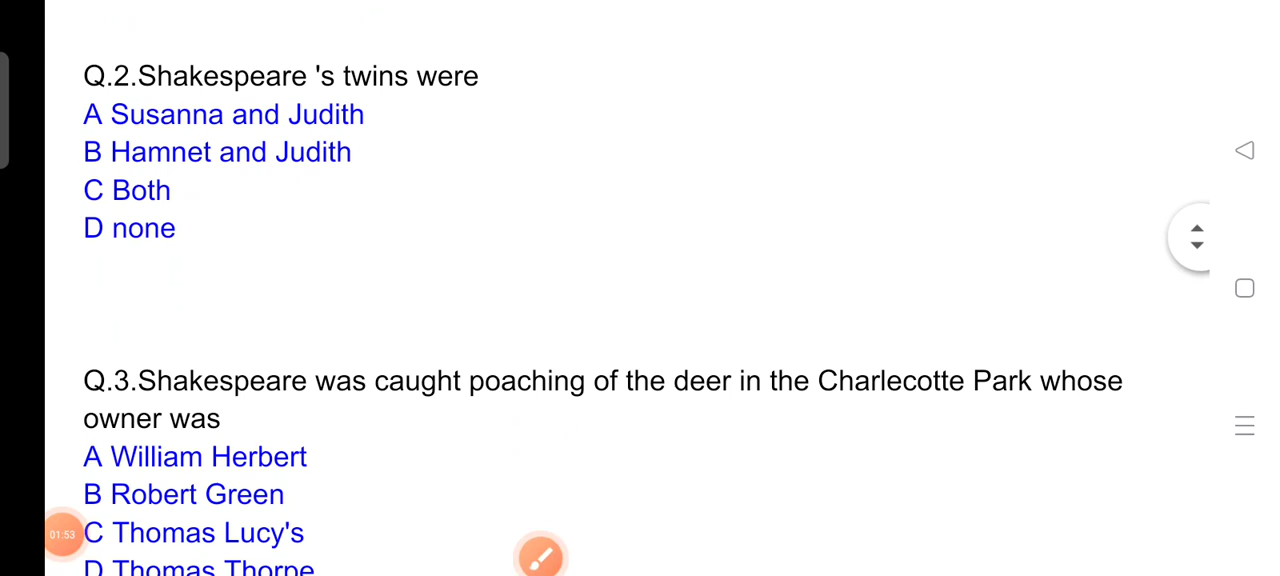 Q.2.Shakespeare 's twins were
A Susanna and Judith
B Hamnet and Judith
C Both
D none
Q.3.Shakespeare was caught poaching of the deer in the Charlecotte Park whose
owner was
A William Herbert
B Robert Green
01:53
C Thomas Lucy's
D Thomas Thorpe